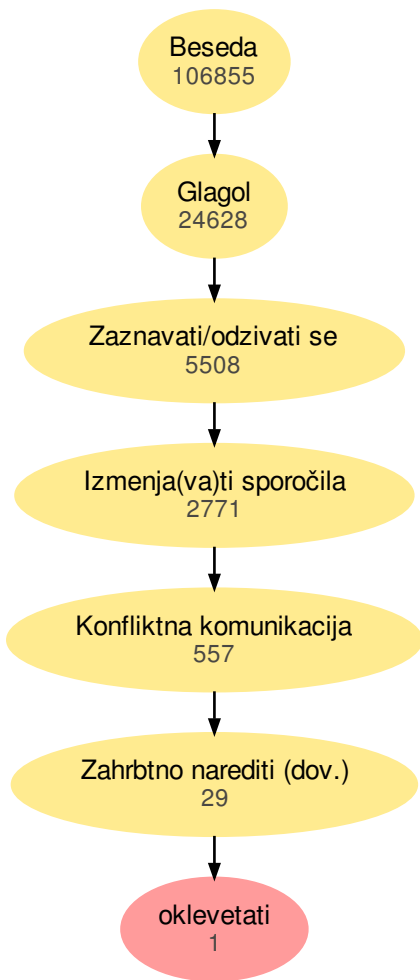 Beseda
106855
Glagol
24628
Zaznavati/odzivati se
5508
Izmenja(va)ti sporočila
2771
Konfliktna komunikacija
557
Zahrbtno narediti (dov.)
29
oklevetati
1